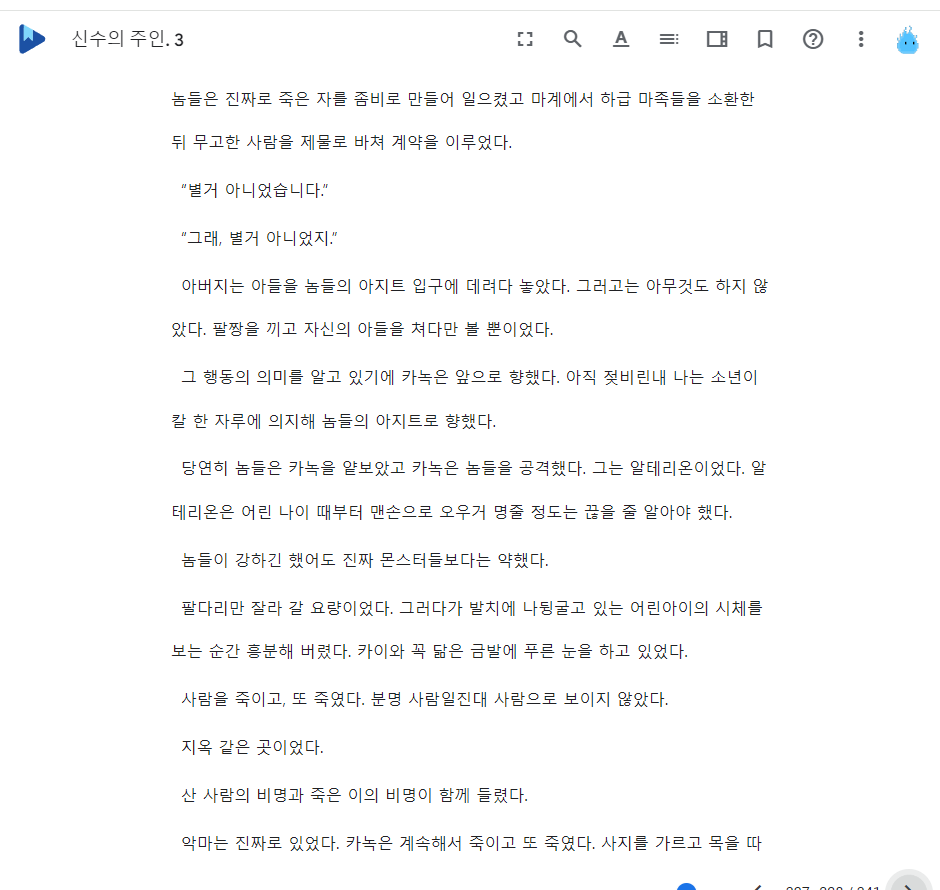 신수의 주인. 3
놈들은 진짜로 죽은 자를 좀비로 만들어 일으켰고 마계에서 하급 마족들을 소환한
뒤 무고한 사람을 제물로 바쳐 계약을 이루었다.
“별거 아니었습니다.”
“그래, 별거 아니었지.”
아버지는 아들을 놈들의 아지트 입구에 데려다 놓았다. 그러고는 아무것도 하지 않
았다. 팔짱을 끼고 자신의 아들을 쳐다만 볼 뿐이었다.
그 행동의 의미를 알고 있기에 카녹은 앞으로 향했다. 아직 젖비린내 나는 소년이
칼 한 자루에 의지해 놈들의 아지트로 향했다.
당연히 놈들은 카녹을 얕보았고 카녹은 놈들을 공격했다. 그는 알테리온이었다. 알
테리온은 어린 나이 때부터 맨손으로 오우거 명줄 정도는 끊을 줄 알아야 했다.
놈들이 강하긴 했어도 진짜 몬스터들보다는 약했다.
팔다리만 잘라 갈 요량이었다. 그러다가 발치에 나뒹굴고 있는 어린아이의 시체를
보는 순간 흥분해 버렸다. 카이와 꼭 닮은 금발에 푸른 눈을 하고 있었다.
사람을 죽이고, 또 죽였다. 분명 사람일진대 사람으로 보이지 않았다.
지옥 같은 곳이었다.
산 사람의 비명과 죽은 이의 비명이 함께 들렸다.
악마는 진짜로 있었다. 카녹은 계속해서 죽이고 또 죽였다. 사지를 가르고 목을 따